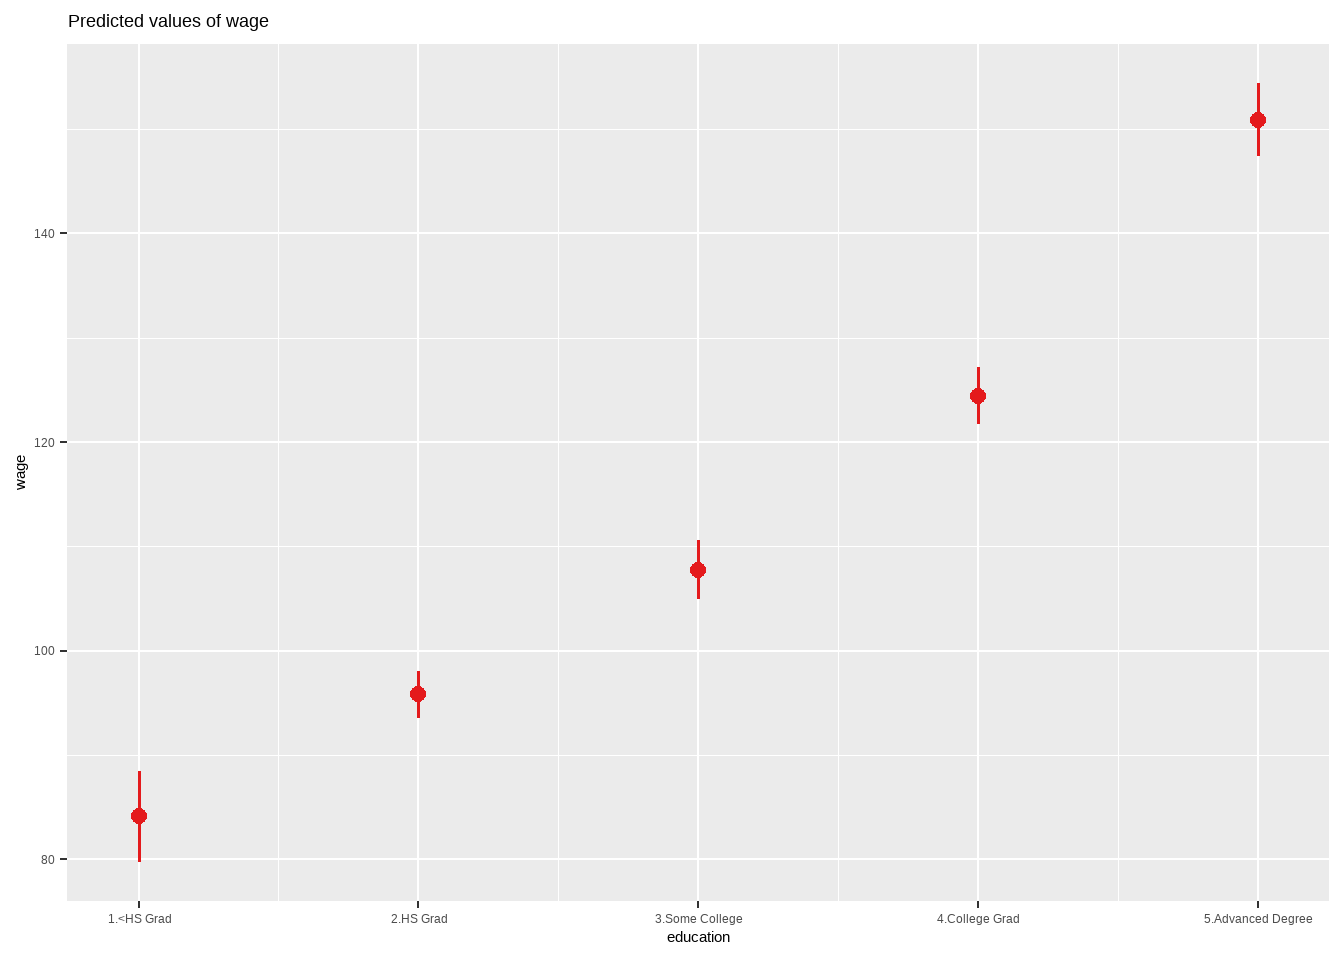 Predicted values of wage
140
120
100
80
wage
1.<HS Grad
2.HS Grad
3.Some College
4.College Grad
5.Advanced Degree
education